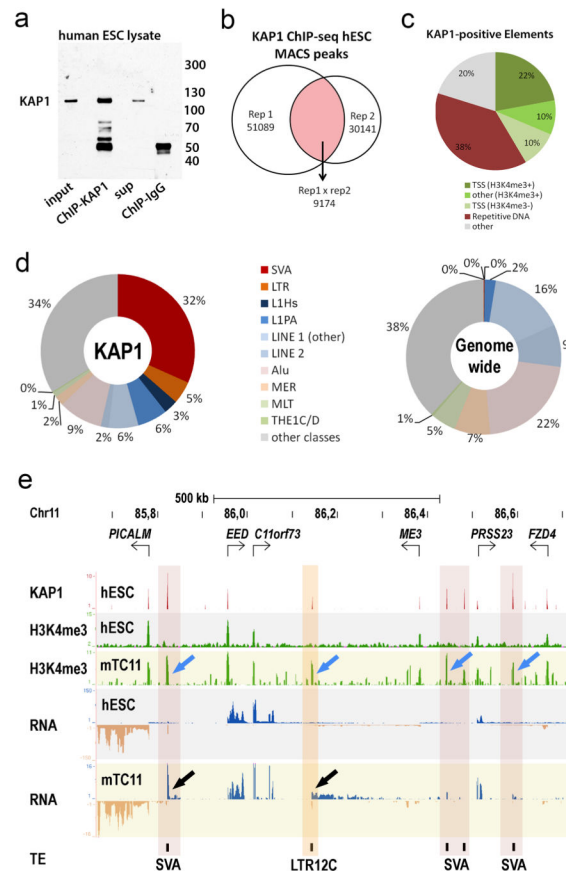 a
human ESC lysate
KAP1
300
130
100
70
50
40
input
ChIP-KAP1
sup
ChIP-IgG
b
KAP1 ChIP-seq hESC
MACS peaks
Rep 1
51089
Rep 2
30141
Rep1 x rep2
9174
c
KAP1-positive Elements
20%
22%
10%
10%
38%
TSS (H3K4me3+)
other (H3K4me3+)
TSS (H3K4me3-)
Repetitive DNA
other
d
34%
32%
5%
3%
6%
6%
2%
9%
2%
1%
0%
KAP1
SVA
LTR
L1Hs
L1PA
LINE 1 (other)
LINE 2
Alu
MER
MLT
THE1C/D
other classes
0%
0%
2%
16%
9
22%
7%
5%
1%
38%
Genome
wide
e
500 kb
Chr11
85,8
86,0
86,2
86,4
86,6
PICALM
EED
C11orf73
ME3
PRSS23
FZD4
KAP1
hESC
H3K4me3
hESC
H3K4me3
mTC11
RNA
hESC
RNA
mTC11
TE
SVA
LTR12C
SVA
SVA